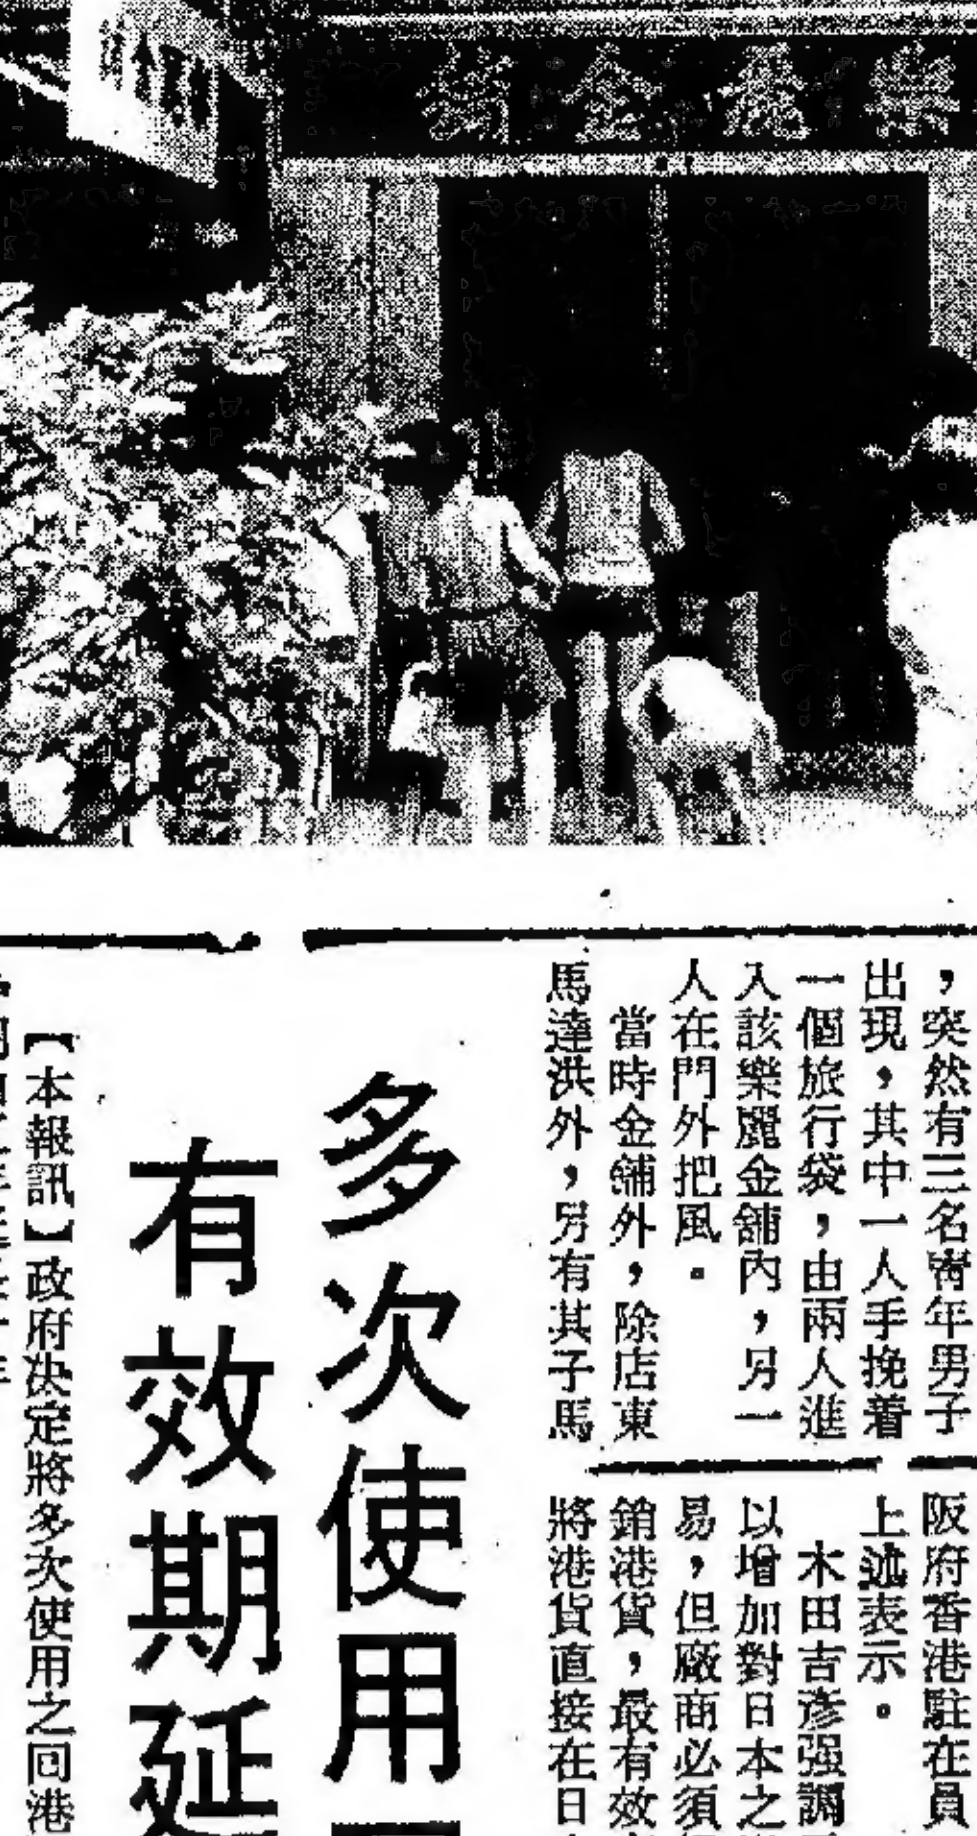 樂麗金鋪
，突然有三名青年男子
出現，其中一人手挽着
一個旅行袋，由兩人進
入該樂麗金舖內，另一
人在門外把風。
當時金舖外，除店東
馬達洪外，另有其子馬
阪府香港駐在員
上述表示。
木田吉彥强調
以增加對日本之
易，但廠商必須
銷港貨，最有效
將港貨直接在日
多次使用
有效期延
【本報訊】政府決定將多次使用之回港